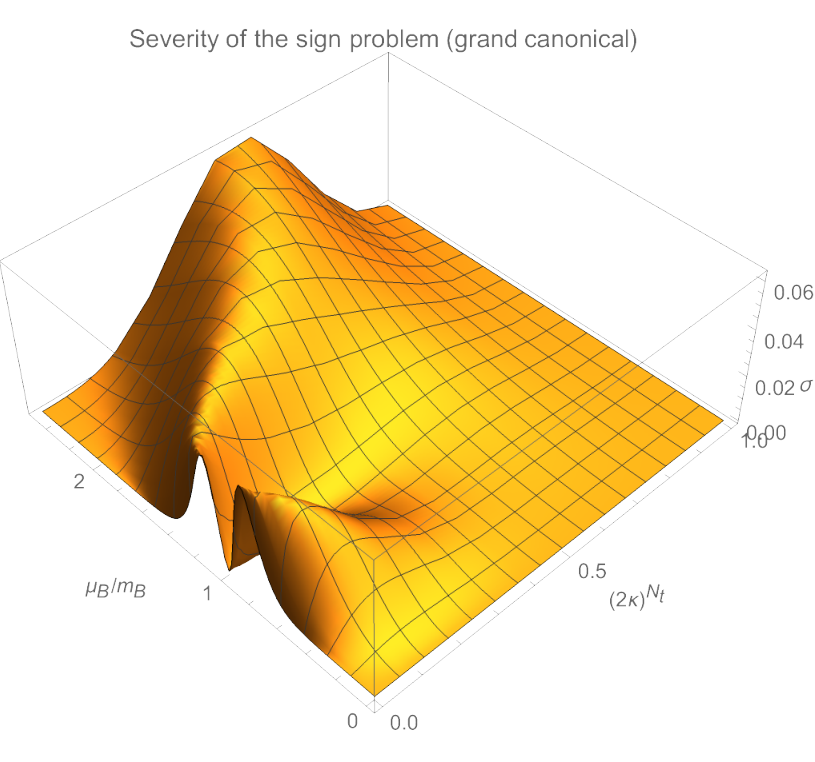 Severity of the sign problem (grand canonical)
0.06
0.04
0.02 σ
0.00
1.0
2
0.5
μB/mB
1
(2κ)^Nt
0
0.0